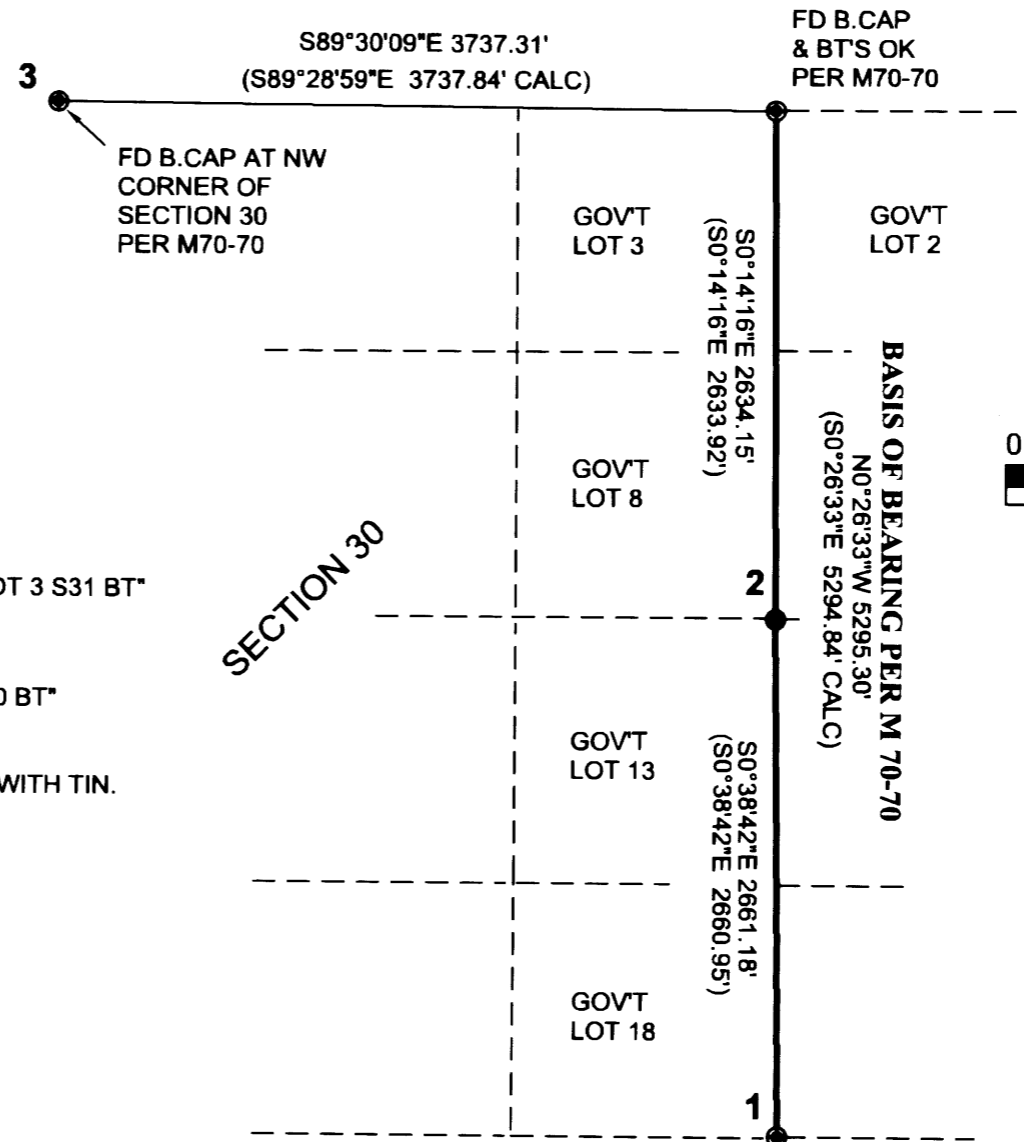 S89°30'09"E 3737.31'
(S89°28'59"E 3737.84' CALC)
FD B.CAP
& BT'S OK
PER M70-70
3
FD B.CAP AT NW
CORNER OF
SECTION 30
PER M70-70
GOV'T
LOT 3
S0°14'16"E 2634.15'
(S0°14'16"E 2633.92')
GOV'T
LOT 2
BASIS OF BEARING PER M 70-70
N0°26'33"W 5295.30'
(S0°26'33"E 5294.84' CALC)
0
GOV'T
LOT 8
SECTION 30
OT 3 S31 BT"
2
0 BT"
WITH TIN.
GOV'T
LOT 13
S0°38'42"E 2661.18'
(S0°38'42"E 2660.95')
GOV'T
LOT 18
1